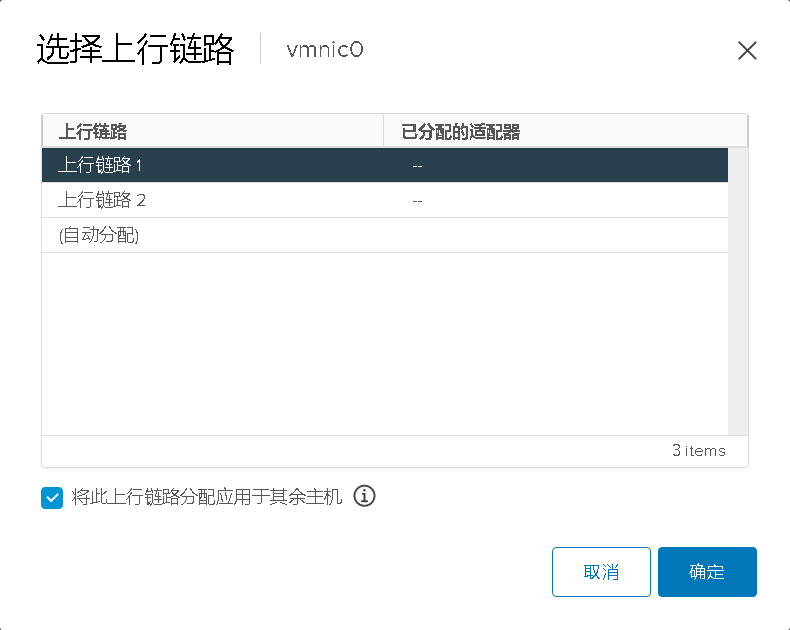 选择上行链路 vmnic0
上行链路 已分配的适配器
上行链路 1 --
上行链路 2 --
(自动分配)
3 items
将此上行链路分配应用于其余主机
取消 确定